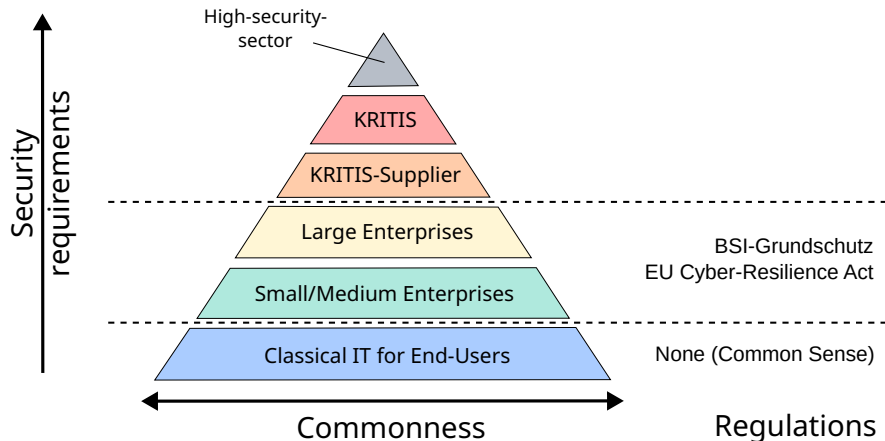 High-security-
sector
KRITIS
KRITIS-Supplier
Large Enterprises
Small/Medium Enterprises
Classical IT for End-Users
Security
requirements
BSI-Grundschutz
EU Cyber-Resilience Act
None (Common Sense)
Commonness
Regulations